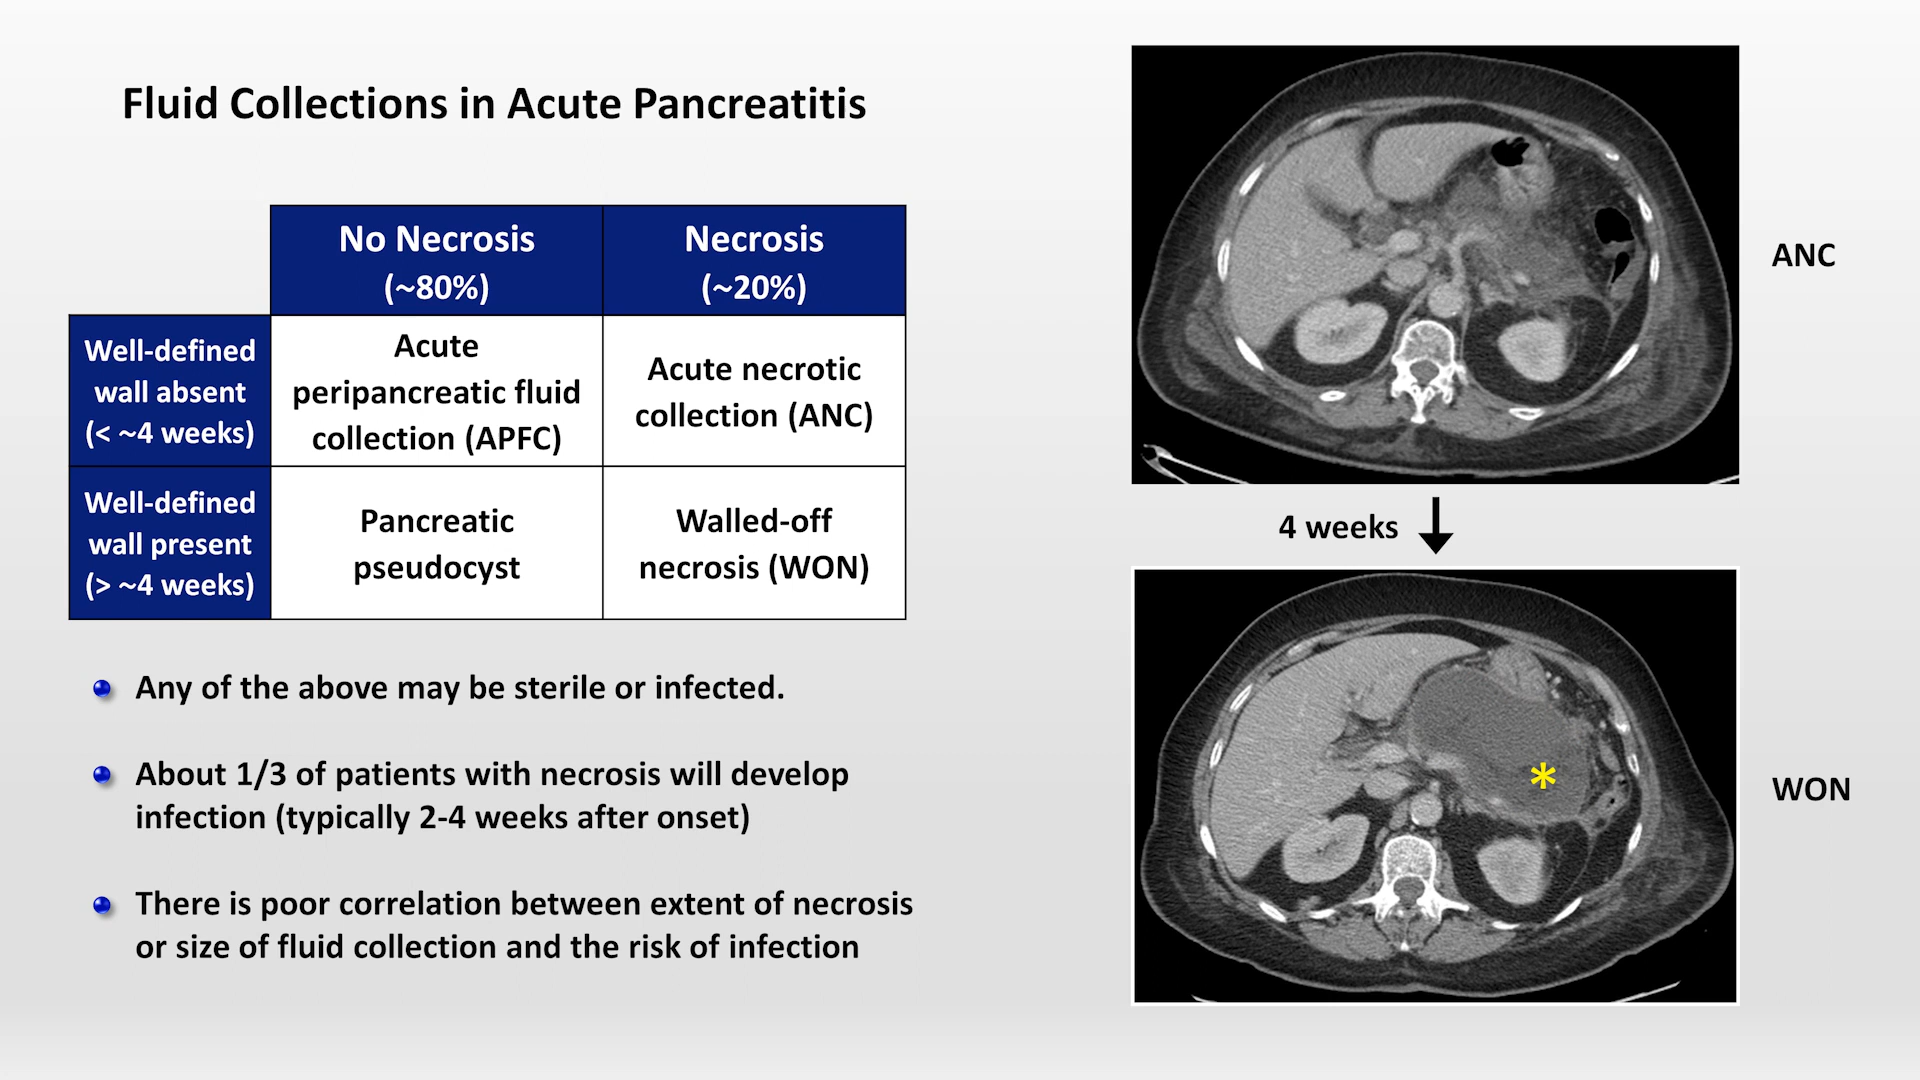 Fluid Collections in Acute Pancreatitis
No Necrosis
(~80%)
Necrosis
(~20%)
Well-defined
wall absent
(< ~4 weeks)
Acute
peripancreatic fluid
collection (APFC)
Acute necrotic
collection (ANC)
Well-defined
wall present
(> ~4 weeks)
Pancreatic
pseudocyst
Walled-off
necrosis (WON)
Any of the above may be sterile or infected.
About 1/3 of patients with necrosis will develop
infection (typically 2-4 weeks after onset)
There is poor correlation between extent of necrosis
or size of fluid collection and the risk of infection
ANC
4 weeks
*
WON